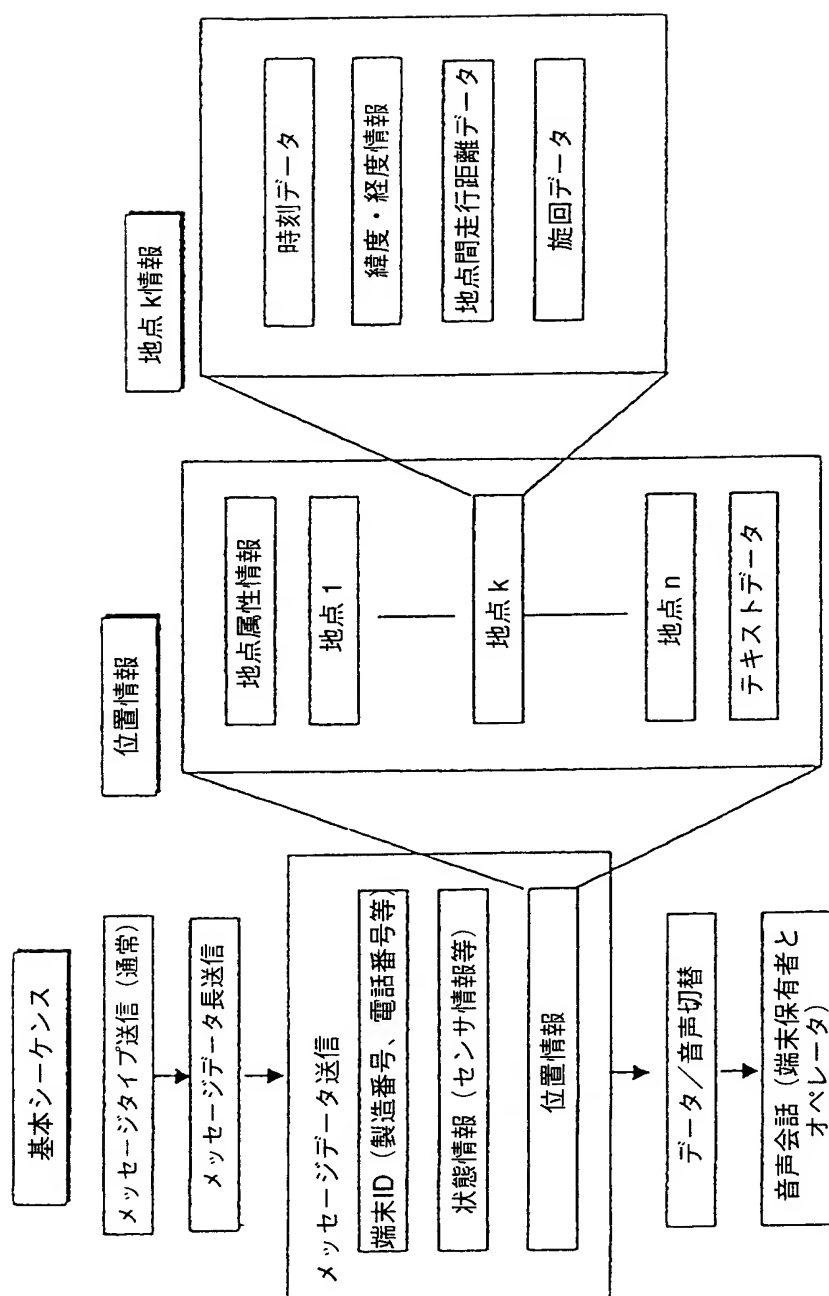 基本シーケンス
メッセージタイプ送信（通常）
メッセージデータ長送信
メッセージデータ送信
端末ID（製造番号、電話番号等）
状態情報（センサ情報等）
位置情報
データ／音声切替
音声会話（端末保有者と
オペレータ）
位置情報
地点属性情報
地点 1
地点 k
地点 n
テキストデータ
地点 k情報
時刻データ
緯度・経度情報
地点間走行距離データ
旋回データ